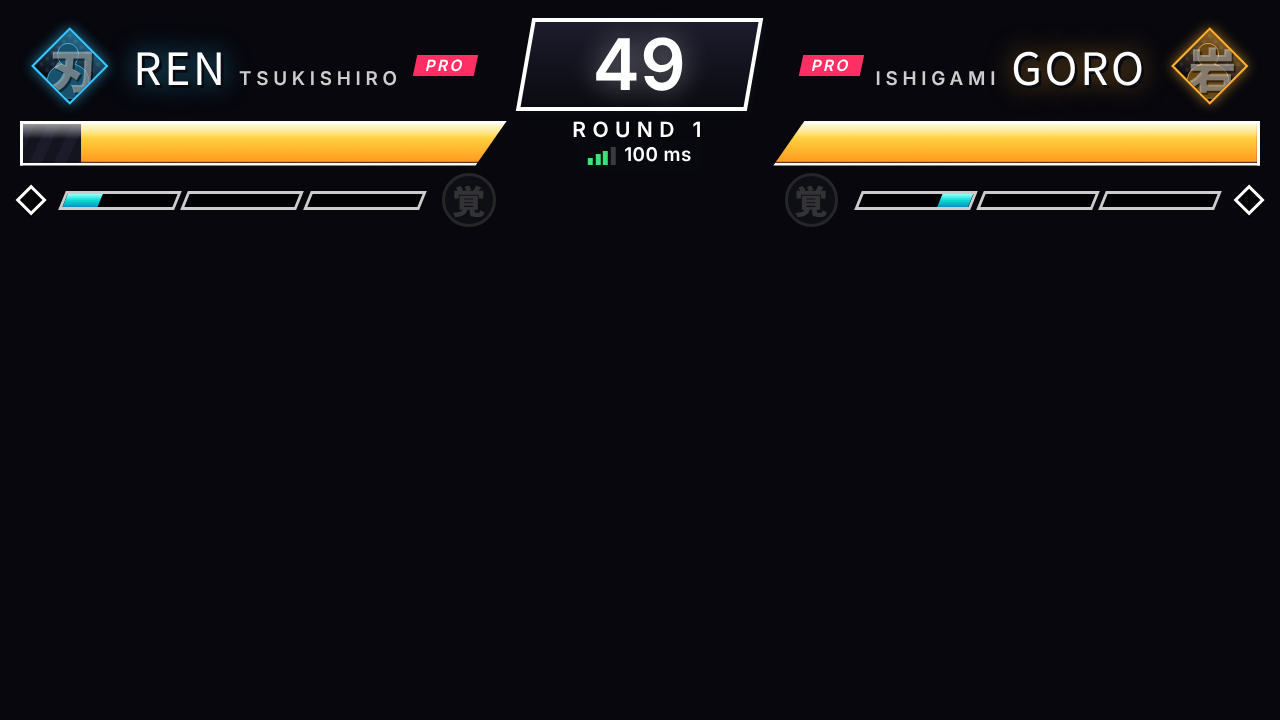 刃 REN TSUKISHIRO PRO 49 PRO ISHIGAMI GORO 岩
ROUND 1
100 ms
覚 覚